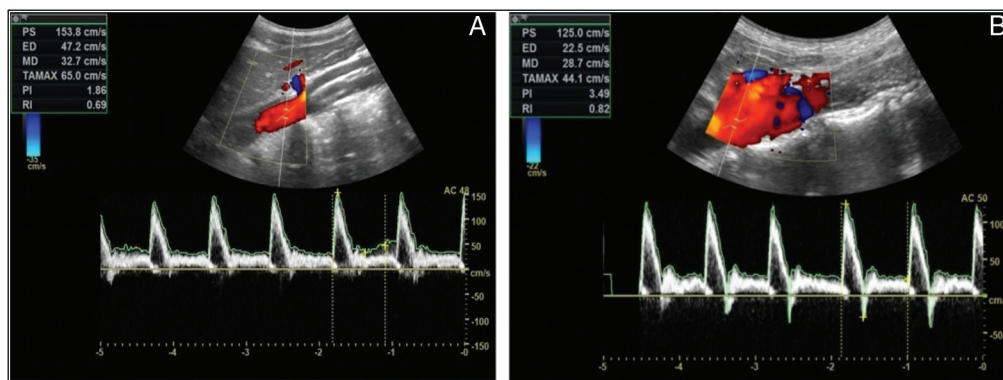 A
PS 153.8 cm/s
ED 47.2 cm/s
MD 32.7 cm/s
TAMAX 65.0 cm/s
PI 1.86
RI 0.69
-35
cm/s
AC 48
150
100
50
cm/s
-50
-100
-150
-5 -4 -3 -2 -1 -0
B
PS 125.0 cm/s
ED 22.5 cm/s
MD 28.7 cm/s
TAMAX 44.1 cm/s
PI 3.49
RI 0.82
-22
cm/s
AC 50
100
50
cm/
-50
-5 -4 -3 -2 -1 -0